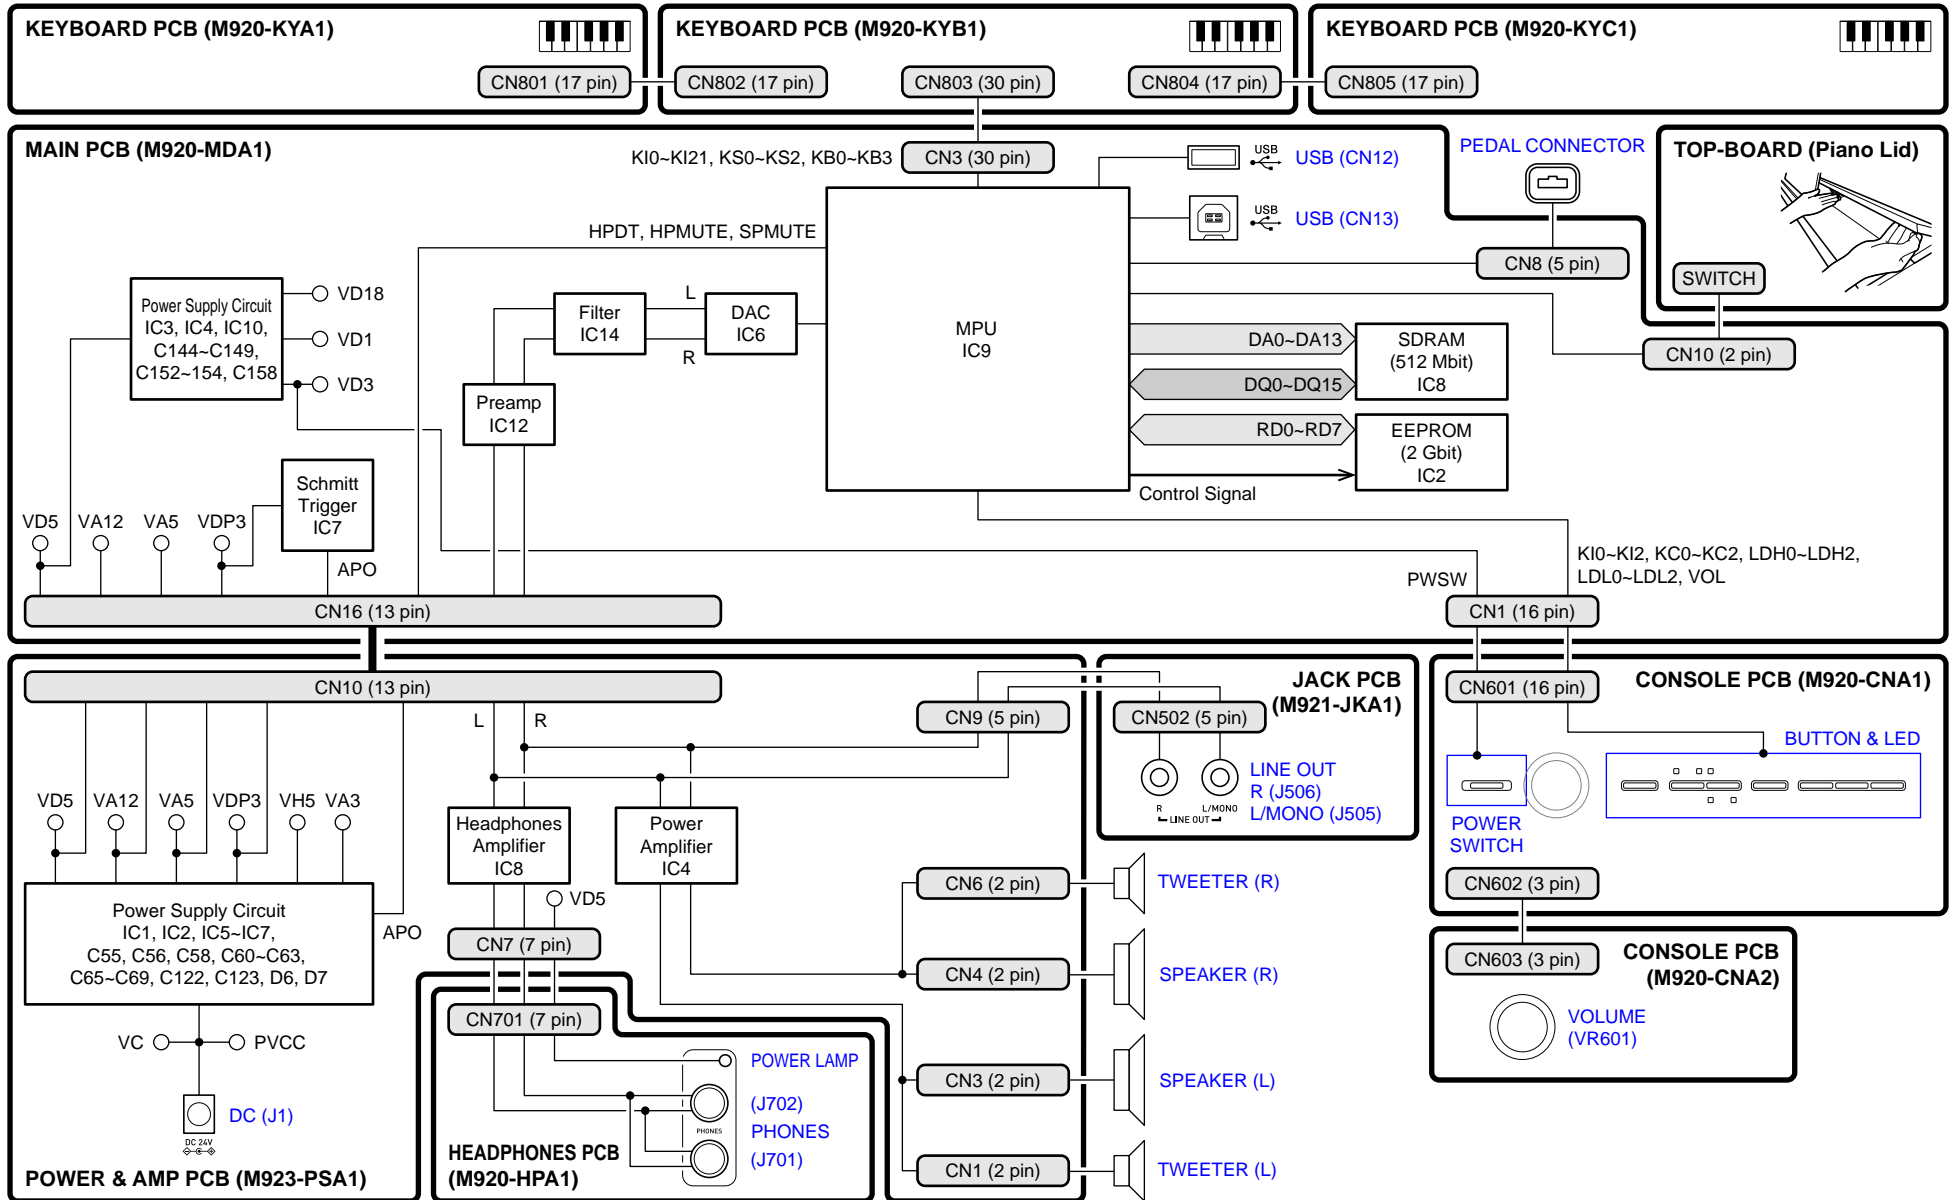 KEYBOARD PCB (M920-KYA1)
CN801 (17 pin)
KEYBOARD PCB (M920-KYB1)
CN802 (17 pin)
CN803 (30 pin)
CN804 (17 pin)
KEYBOARD PCB (M920-KYC1)
CN805 (17 pin)
MAIN PCB (M920-MDA1)
KI0~KI21, KS0~KS2, KB0~KB3
CN3 (30 pin)
USB
USB (CN12)
USB
USB (CN13)
PEDAL CONNECTOR
CN8 (5 pin)
TOP-BOARD (Piano Lid)
SWITCH
CN10 (2 pin)
HPDT, HPMUTE, SPMUTE
Power Supply Circuit
IC3, IC4, IC10,
C144~C149,
C152~154, C158
VD18
VD1
VD3
Filter
IC14
L
R
DAC
IC6
Preamp
IC12
MPU
IC9
DA0~DA13
DQ0~DQ15
SDRAM
(512 Mbit)
IC8
RD0~RD7
EEPROM
(2 Gbit)
IC2
Control Signal
Schmitt
Trigger
IC7
VD5
VA12
VA5
VDP3
APO
CN16 (13 pin)
PWSW
KI0~KI2, KC0~KC2, LDH0~LDH2,
LDL0~LDL2, VOL
CN1 (16 pin)
CN10 (13 pin)
L
R
CN9 (5 pin)
JACK PCB
(M921-JKA1)
CN502 (5 pin)
LINE OUT
R (J506)
L/MONO (J505)
R
L/MONO
LINE OUT
CN601 (16 pin)
CONSOLE PCB (M920-CNA1)
BUTTON & LED
POWER
SWITCH
CN602 (3 pin)
VD5
VA12
VA5
VDP3
VH5
VA3
Headphones
Amplifier
IC8
Power
Amplifier
IC4
VD5
Power Supply Circuit
IC1, IC2, IC5~IC7,
C55, C56, C58, C60~C63,
C65~C69, C122, C123, D6, D7
APO
CN7 (7 pin)
CN6 (2 pin)
TWEETER (R)
CN4 (2 pin)
SPEAKER (R)
CN603 (3 pin)
CONSOLE PCB
(M920-CNA2)
VOLUME
(VR601)
CN701 (7 pin)
VC
PVCC
POWER LAMP
CN3 (2 pin)
SPEAKER (L)
DC (J1)
DC 24V
(J702)
PHONES
PHONES
(J701)
HEADPHONES PCB
(M920-HPA1)
CN1 (2 pin)
TWEETER (L)
POWER & AMP PCB (M923-PSA1)